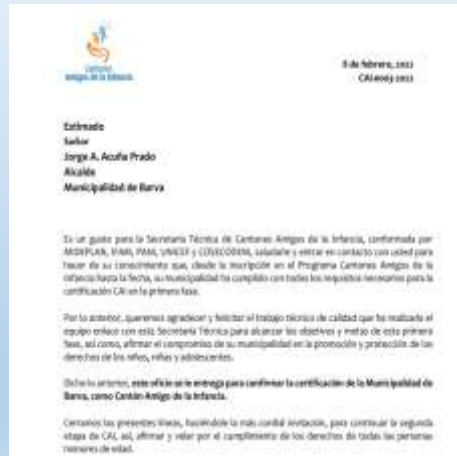 Cantones
Amigos de la Infancia
8 de febrero, 2022
CAI-0003-2022
Estimado
Señor
Jorge A. Acuña Prado
Alcalde
Municipalidad de Barva
Es un gusto para la Secretaría Técnica de Cantones Amigos de la Infancia, conformada por
MIDEPLAN, IFAM, PANI, UNICEF y COSECODENI, saludarle y entrar en contacto con usted para
hacer de su conocimiento que, desde la inscripción en el Programa Cantones Amigos de la
Infancia hasta la fecha, su municipalidad ha cumplido con todos los requisitos necesarios para la
certificación CAI en la primera fase.
Por lo anterior, queremos agradecer y felicitar el trabajo técnico de calidad que ha realizado el
equipo enlace con esta Secretaría Técnica para alcanzar los objetivos y metas de esta primera
fase, así como, afirmar el compromiso de su municipalidad en la promoción y protección de los
derechos de los niños, niñas y adolescentes.
Dicho lo anterior, este oficio se le entrega para confirmar la certificación de la Municipalidad de
Barva, como Cantón Amigo de la Infancia.
Cerramos las presentes líneas, haciéndole la más cordial invitación, para continuar la segunda
etapa de CAI, así, afirmar y velar por el cumplimiento de los derechos de todas las personas
menores de edad.